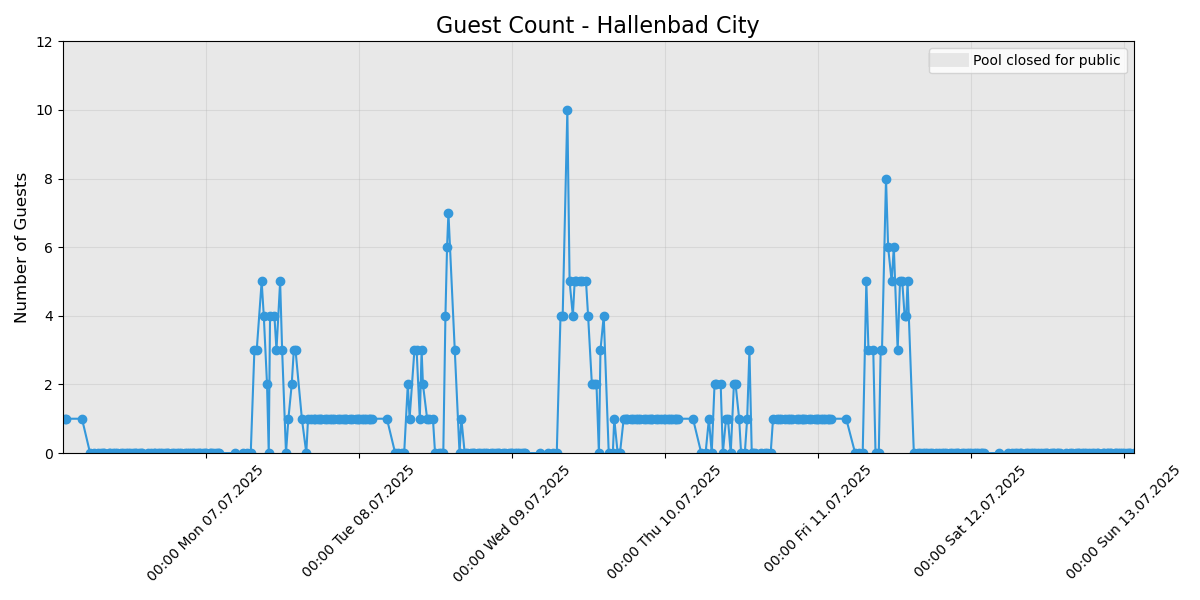 Guest Count - Hallenbad City
Pool closed for public
Number of Guests
12
10
8
6
4
2
0
00:00 Mon 07.07.2025
00:00 Tue 08.07.2025
00:00 Wed 09.07.2025
00:00 Thu 10.07.2025
00:00 Fri 11.07.2025
00:00 Sat 12.07.2025
00:00 Sun 13.07.2025